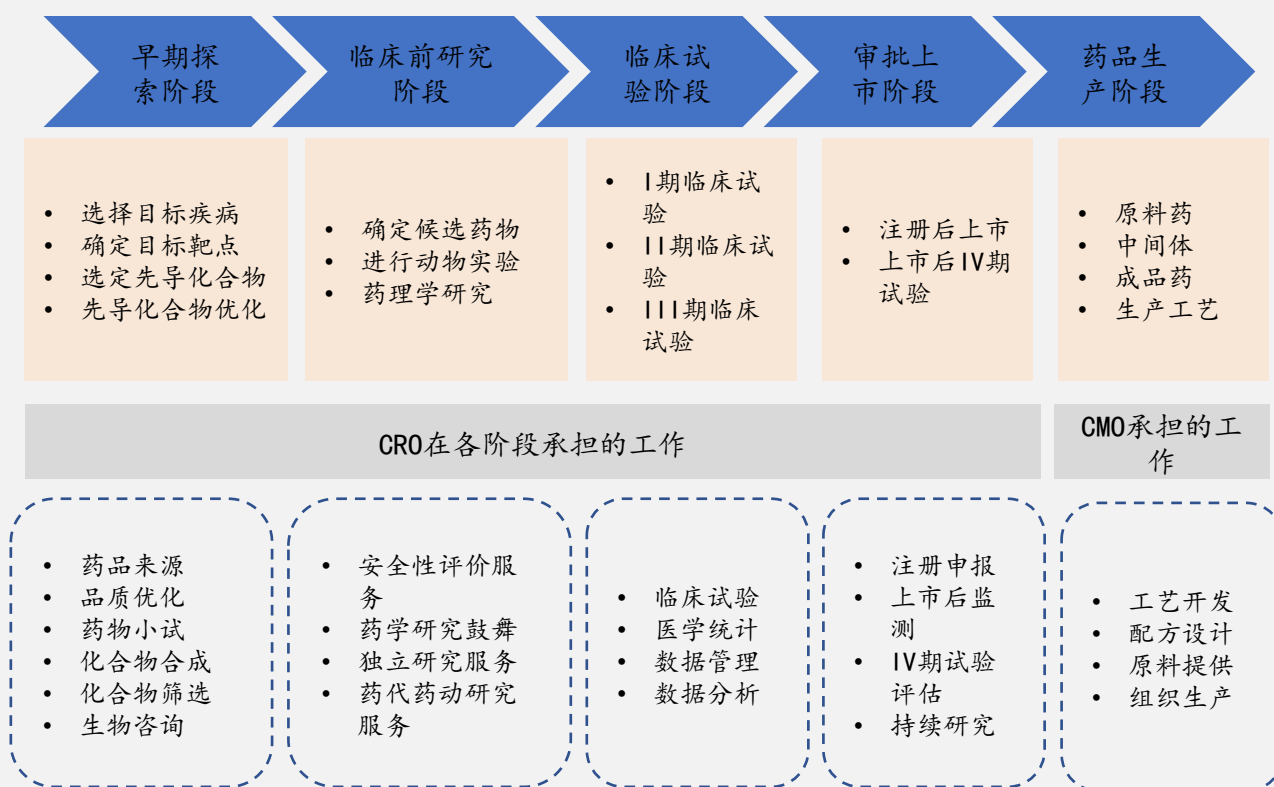 早期探
索阶段
临床前研究
阶段
临床试
验阶段
审批上
市阶段
药品生
产阶段
• 选择目标疾病
• 确定目标靶点
• 选定先导化合物
• 先导化合物优化
• 确定候选药物
• 进行动物实验
• 药理学研究
• I期临床试
验
• II期临床试
验
• III期临床
试验
• 注册后上市
• 上市后IV期
试验
• 原料药
• 中间体
• 成品药
• 生产工艺
CRO在各阶段承担的工作
CMO承担的工
作
• 药品来源
• 品质优化
• 药物小试
• 化合物合成
• 化合物筛选
• 生物咨询
• 安全性评价服
务
• 药学研究鼓舞
• 独立研究服务
• 药代药动研究
服务
• 临床试验
• 医学统计
• 数据管理
• 数据分析
• 注册申报
• 上市后监
测
• IV期试验
评估
• 持续研究
• 工艺开发
• 配方设计
• 原料提供
• 组织生产